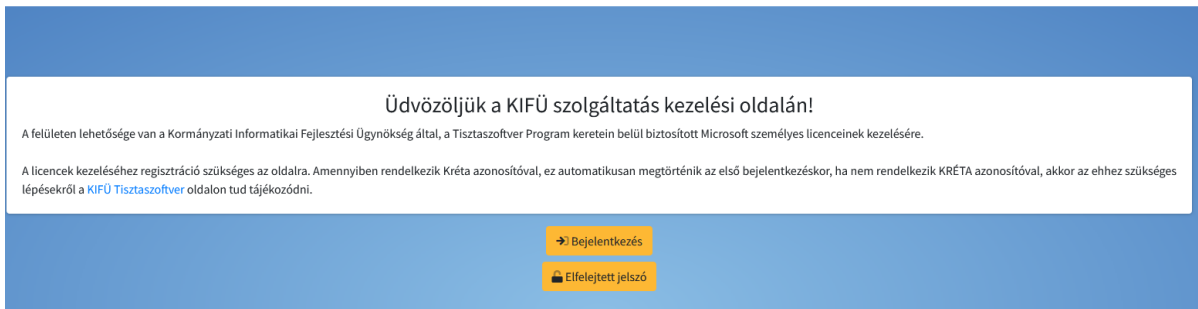 Üdvözöljük a KIFÜ szolgáltatás kezelési oldalán!
A felületen lehetősége van a Kormányzati Informatikai Fejlesztési Ügynökség által, a Tisztaszoftver Program keretein belül biztosított Microsoft személyes licenceinek kezelésére.
A licencek kezeléséhez regisztráció szükséges az oldalra. Amennyiben rendelkezik Kréta azonosítóval, ez automatikusan megtörténik az első bejelentkezéskor, ha nem rendelkezik KRÉTA azonosítóval, akkor az ehhez szükséges
lépésekről a KIFÜ Tisztaszoftver oldalon tud tájékozódni.
Bejelentkezés
Elfelejtett jelszó